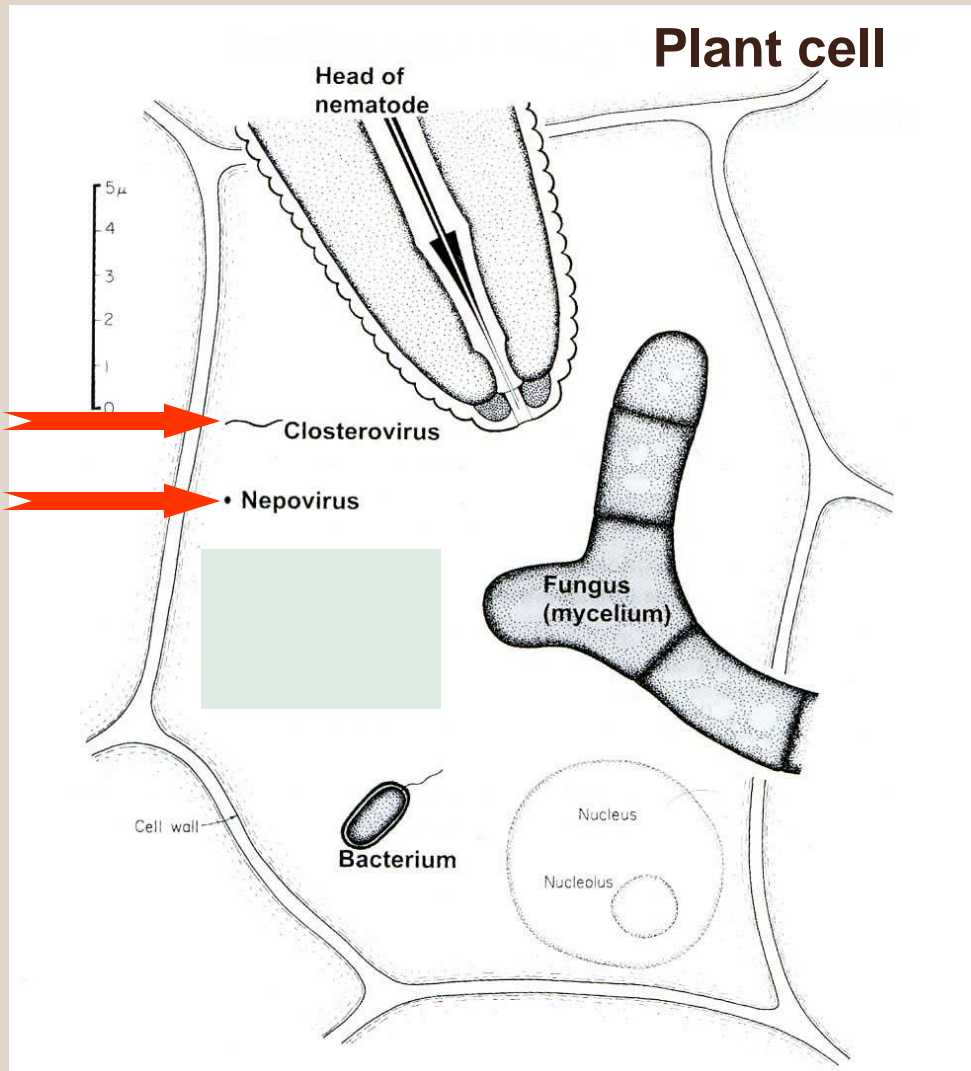 Plant cell
Head of
nematode
5μ
4
3
2
1
0
Closterovirus
Nepovirus
Fungus
(mycelium)
Cell wall
Bacterium
Nucleus
Nucleolus